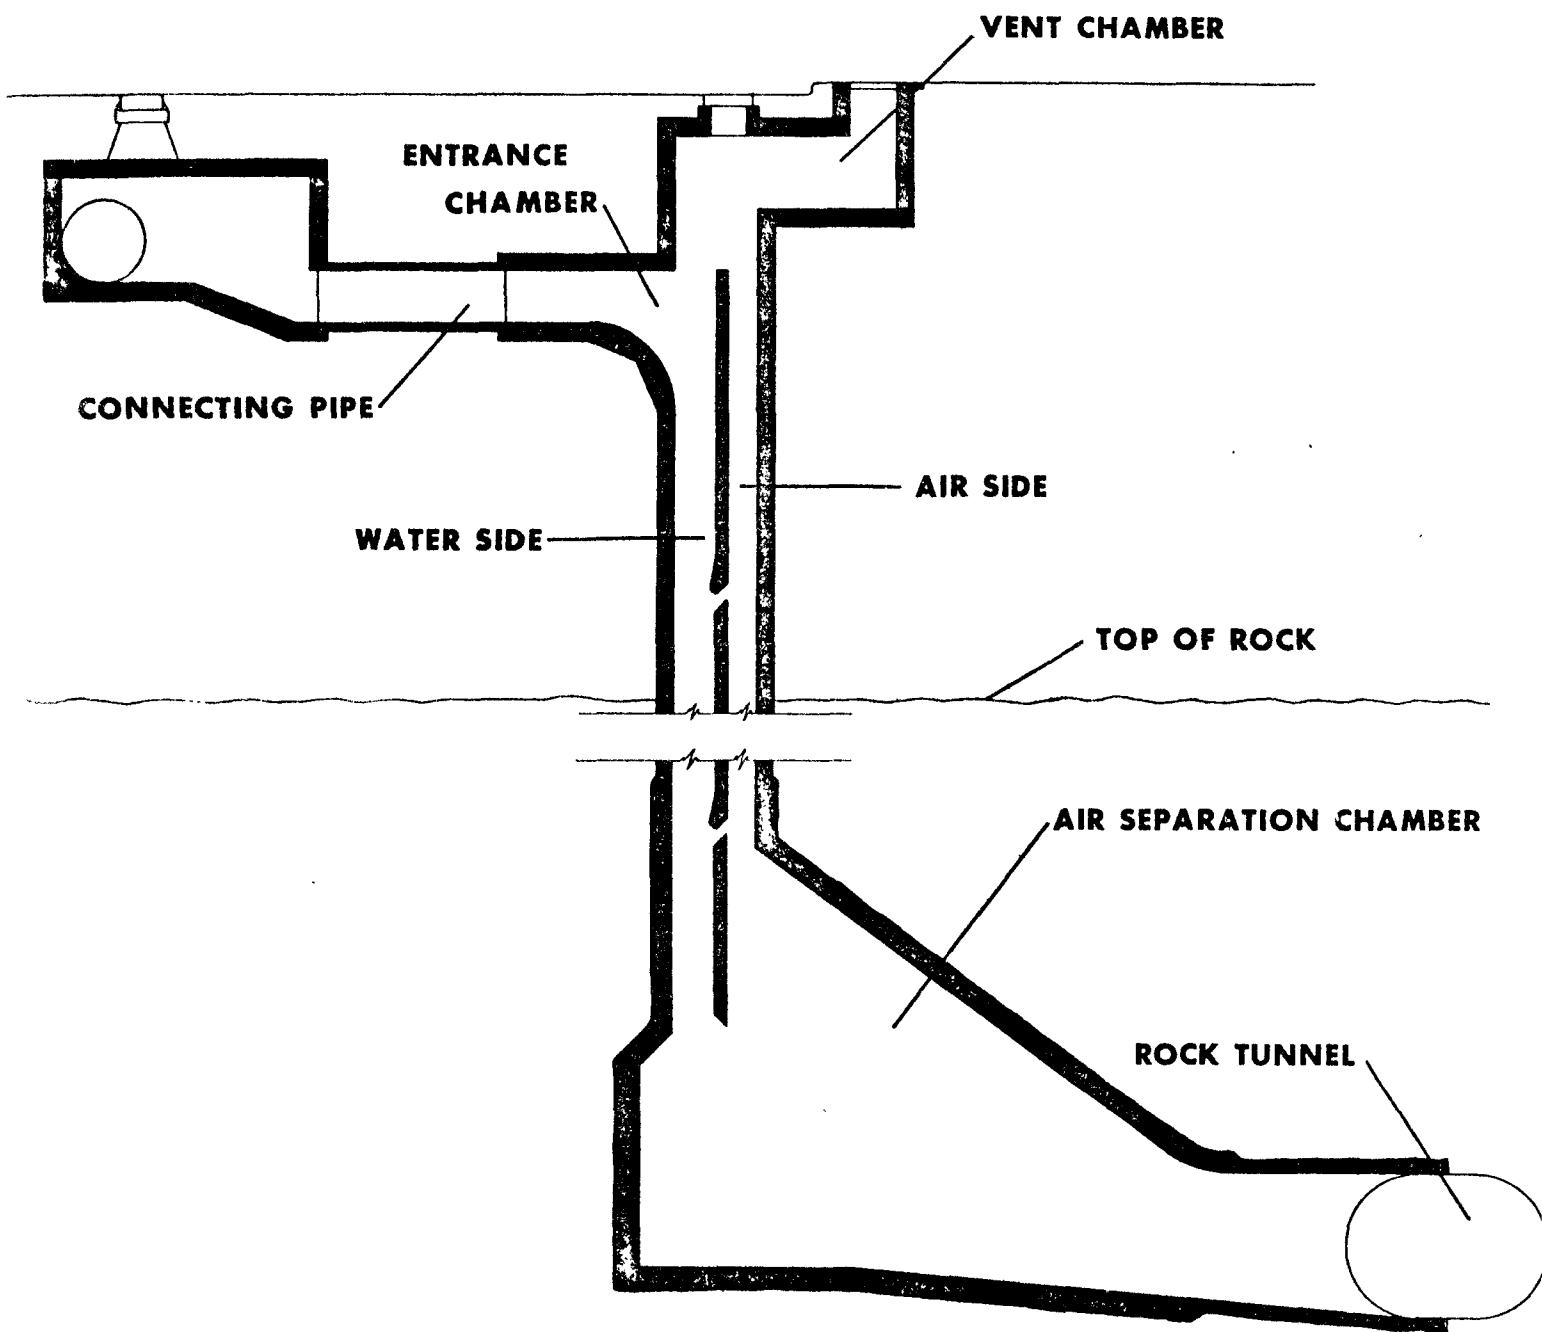 VENT CHAMBER
ENTRANCE
CHAMBER
CONNECTING PIPE
AIR SIDE
WATER SIDE
TOP OF ROCK
AIR SEPARATION CHAMBER
ROCK TUNNEL